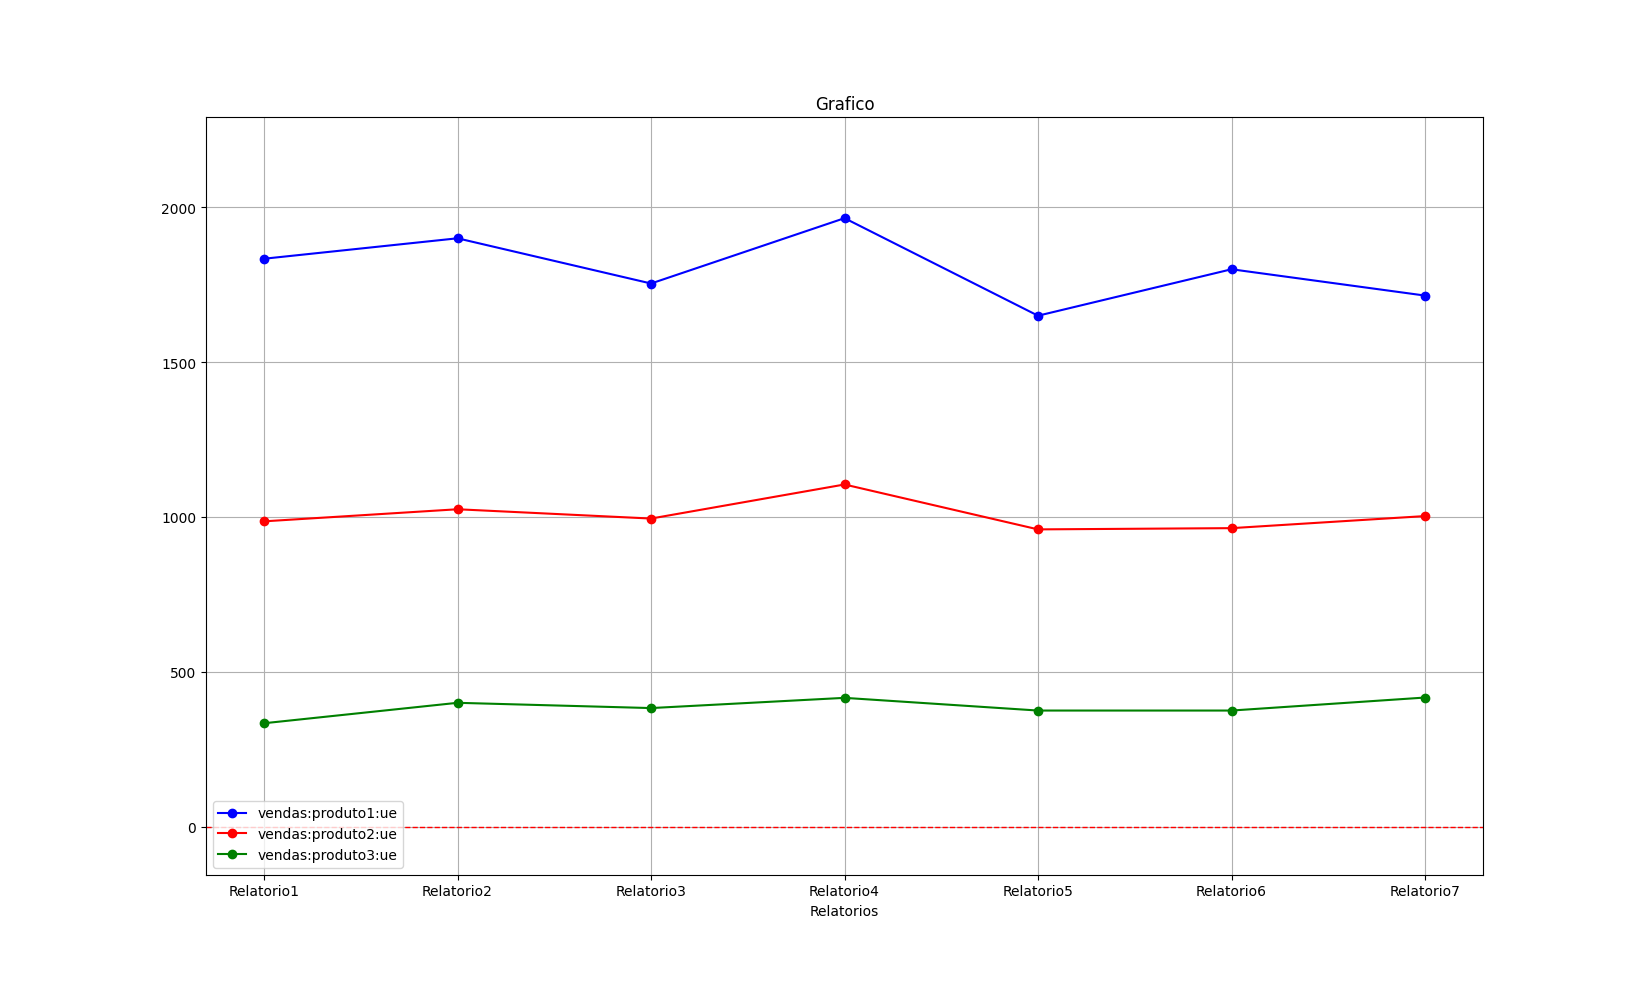 Grafico
2000
1500
1000
500
0
vendas:produto1:ue
vendas:produto2:ue
vendas:produto3:ue
Relatorio1 Relatorio2 Relatorio3 Relatorio4 Relatorio5 Relatorio6 Relatorio7
Relatorios